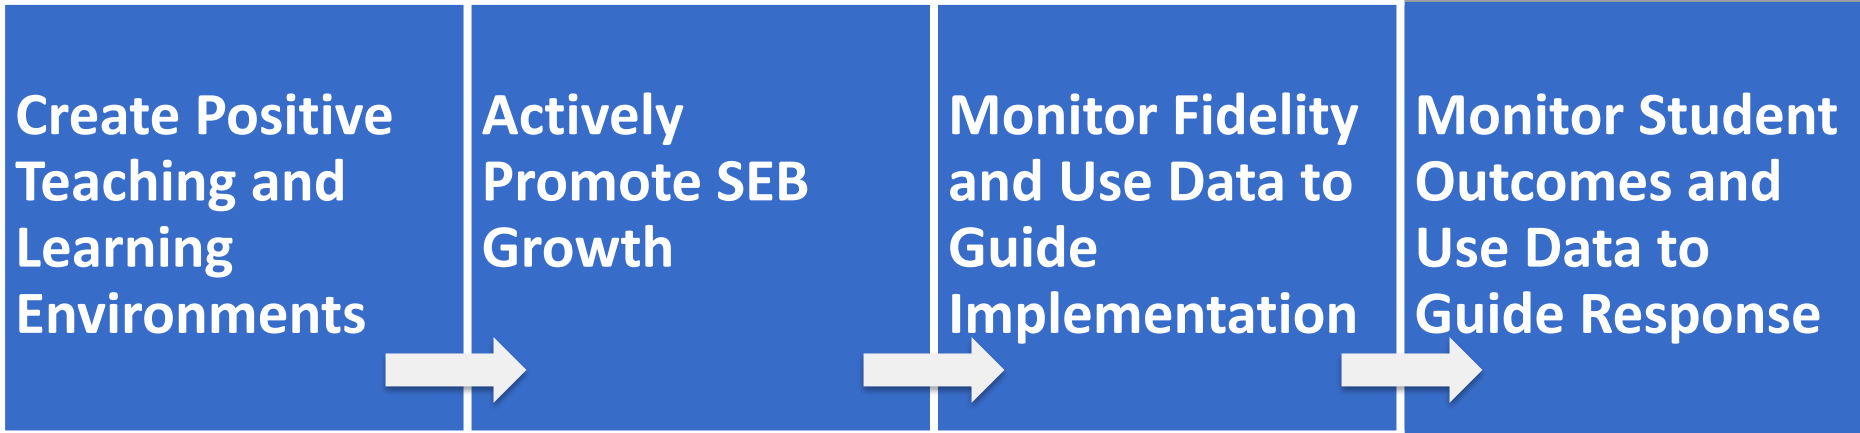 Create Positive
Teaching and
Learning
Environments
Actively
Promote SEB
Growth
Monitor Fidelity
and Use Data to
Guide
Implementation
Monitor Student
Outcomes and
Use Data to
Guide Response